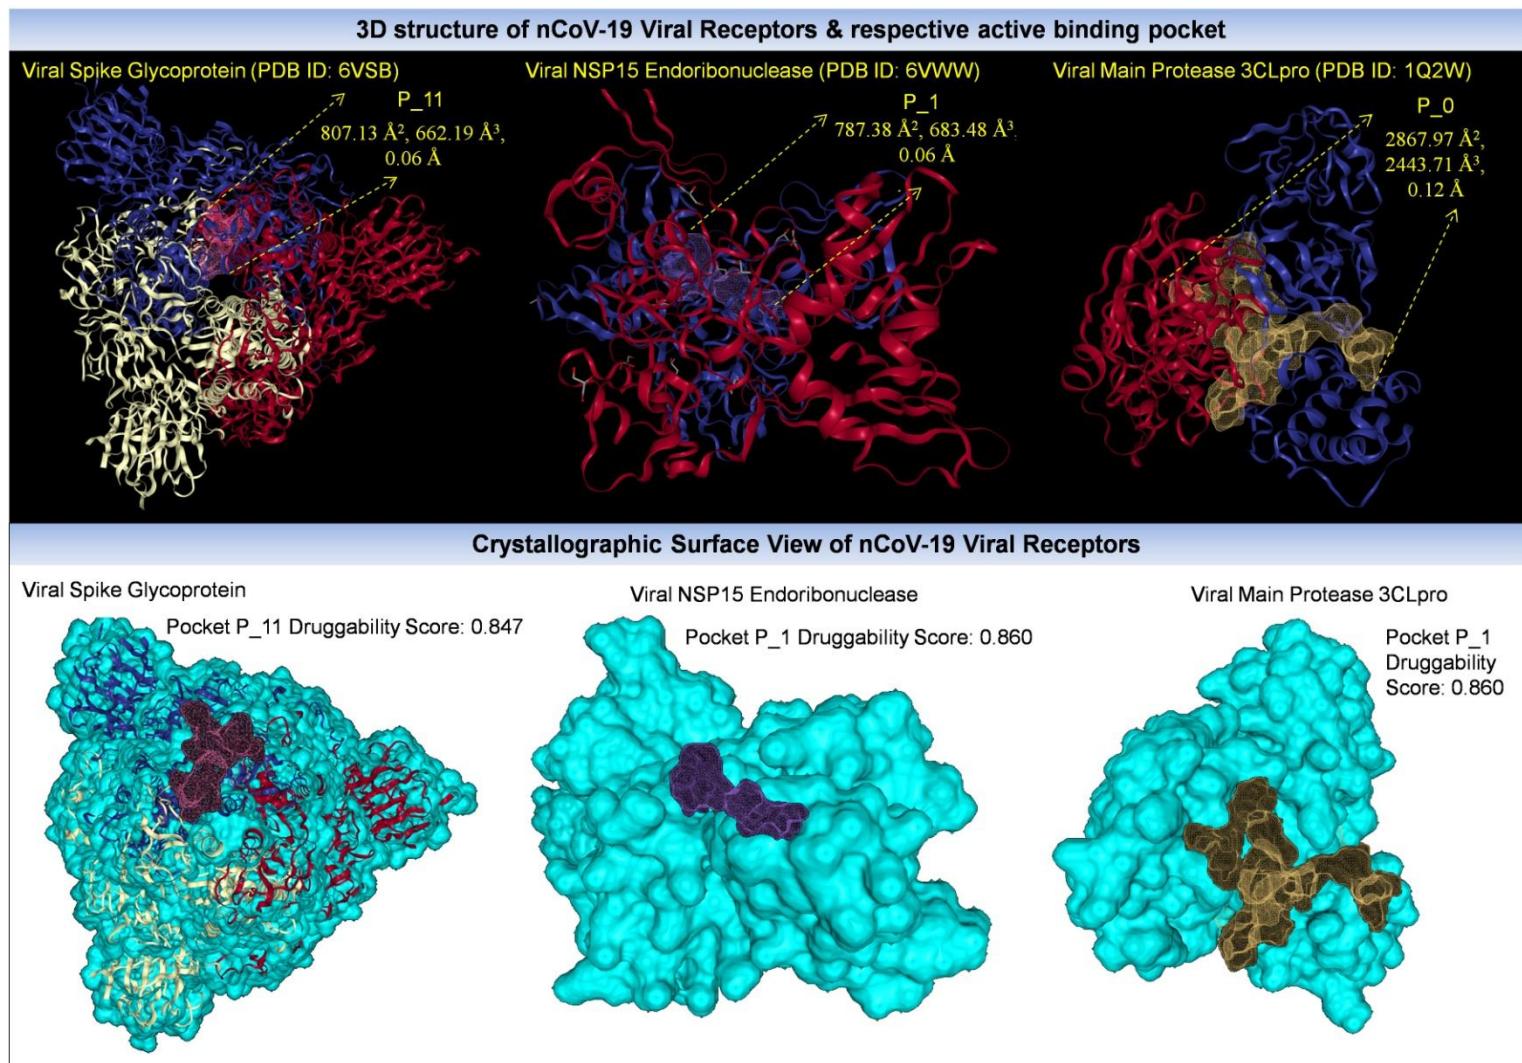 3D structure of nCoV-19 Viral Receptors & respective active binding pocket
Viral Spike Glycoprotein (PDB ID: 6VSB)
P_11
807.13 Å², 662.19 Å³,
0.06 Å
Viral NSP15 Endoribonuclease (PDB ID: 6VWW)
P_1
787.38 Å², 683.48 Å³,
0.06 Å
Viral Main Protease 3CLpro (PDB ID: 1Q2W)
P_0
2867.97 Å²,
2443.71 Å³,
0.12 Å
Crystallographic Surface View of nCoV-19 Viral Receptors
Viral Spike Glycoprotein
Pocket P_11 Druggability Score: 0.847
Viral NSP15 Endoribonuclease
Pocket P_1 Druggability Score: 0.860
Viral Main Protease 3CLpro
Pocket P_1
Druggability
Score: 0.860